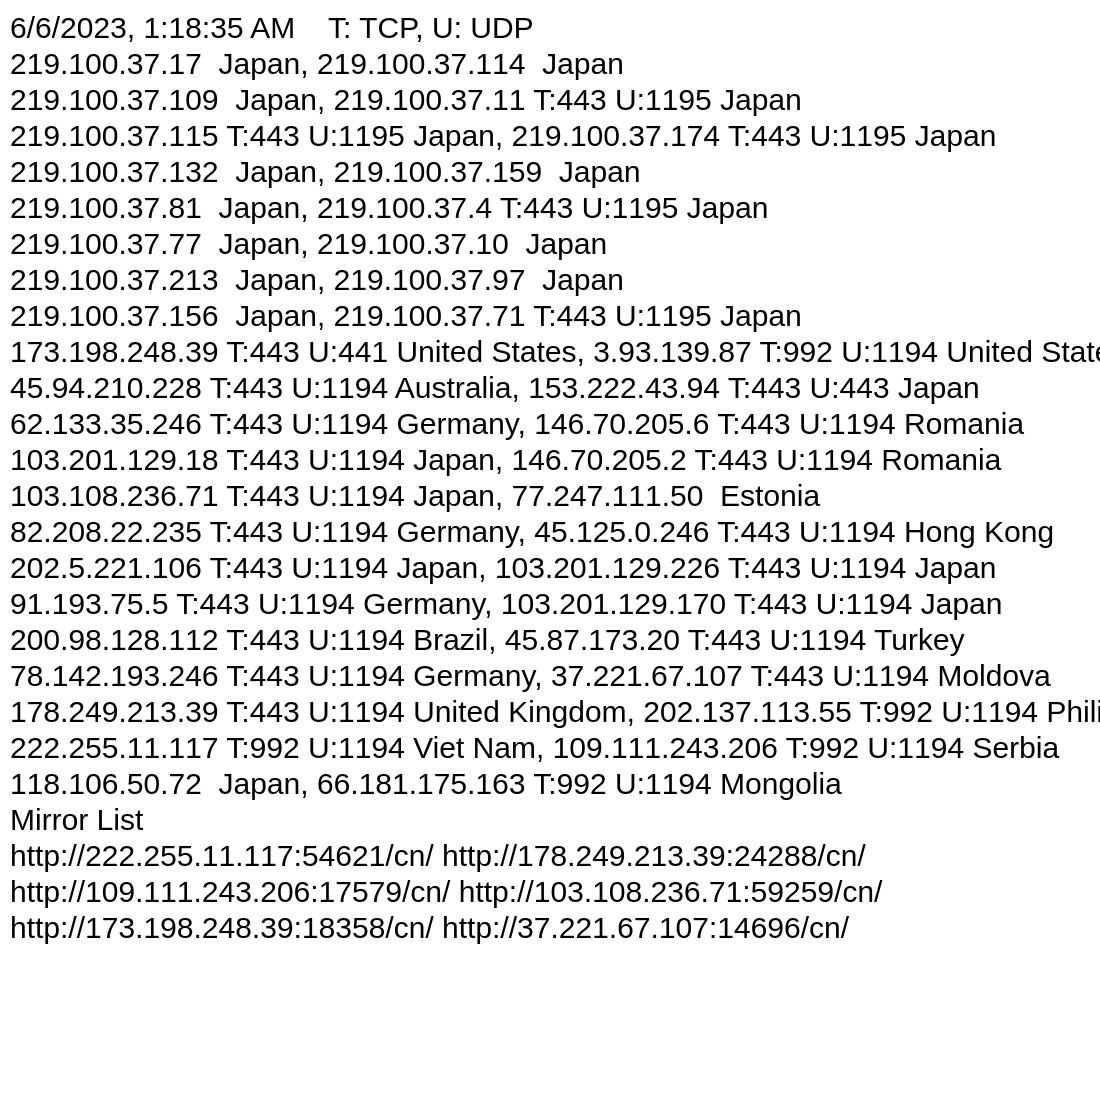 6/6/2023, 1:18:35 AM    T: TCP, U: UDP
219.100.37.17  Japan, 219.100.37.114  Japan
219.100.37.109  Japan, 219.100.37.11 T:443 U:1195 Japan
219.100.37.115 T:443 U:1195 Japan, 219.100.37.174 T:443 U:1195 Japan
219.100.37.132  Japan, 219.100.37.159  Japan
219.100.37.81  Japan, 219.100.37.4 T:443 U:1195 Japan
219.100.37.77  Japan, 219.100.37.10  Japan
219.100.37.213  Japan, 219.100.37.97  Japan
219.100.37.156  Japan, 219.100.37.71 T:443 U:1195 Japan
173.198.248.39 T:443 U:441 United States, 3.93.139.87 T:992 U:1194 United State
45.94.210.228 T:443 U:1194 Australia, 153.222.43.94 T:443 U:443 Japan
62.133.35.246 T:443 U:1194 Germany, 146.70.205.6 T:443 U:1194 Romania
103.201.129.18 T:443 U:1194 Japan, 146.70.205.2 T:443 U:1194 Romania
103.108.236.71 T:443 U:1194 Japan, 77.247.111.50  Estonia
82.208.22.235 T:443 U:1194 Germany, 45.125.0.246 T:443 U:1194 Hong Kong
202.5.221.106 T:443 U:1194 Japan, 103.201.129.226 T:443 U:1194 Japan
91.193.75.5 T:443 U:1194 Germany, 103.201.129.170 T:443 U:1194 Japan
200.98.128.112 T:443 U:1194 Brazil, 45.87.173.20 T:443 U:1194 Turkey
78.142.193.246 T:443 U:1194 Germany, 37.221.67.107 T:443 U:1194 Moldova
178.249.213.39 T:443 U:1194 United Kingdom, 202.137.113.55 T:992 U:1194 Phili
222.255.11.117 T:992 U:1194 Viet Nam, 109.111.243.206 T:992 U:1194 Serbia
118.106.50.72  Japan, 66.181.175.163 T:992 U:1194 Mongolia
Mirror List
http://222.255.11.117:54621/cn/ http://178.249.213.39:24288/cn/
http://109.111.243.206:17579/cn/ http://103.108.236.71:59259/cn/
http://173.198.248.39:18358/cn/ http://37.221.67.107:14696/cn/